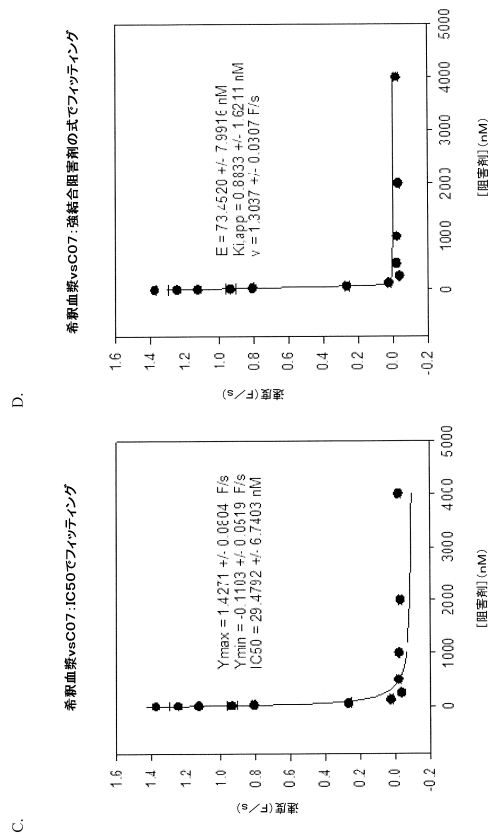 C.
希釈血漿vsC07:IC50でフィッティング
Ymax = 1.4271 +/- 0.0804 F/s
Ymin = -0.1103 +/- 0.0519 F/s
IC50 = 29.4792 +/- 6.7403 nM
速度(F/s)
1.6
1.4
1.2
1.0
0.8
0.6
0.4
0.2
0.0
-0.2
0
1000
2000
3000
4000
5000
[阻害剤](nM)
D.
希釈血漿vsC07:強結合阻害剤の式でフィッティング
E = 73.4520 +/- 7.9916 nM
Ki,app = 0.8833 +/- 1.6211 nM
v = 1.3037 +/- 0.0307 F/s
速度(F/s)
1.6
1.4
1.2
1.0
0.8
0.6
0.4
0.2
0.0
-0.2
0
1000
2000
3000
4000
5000
[阻害剤](nM)